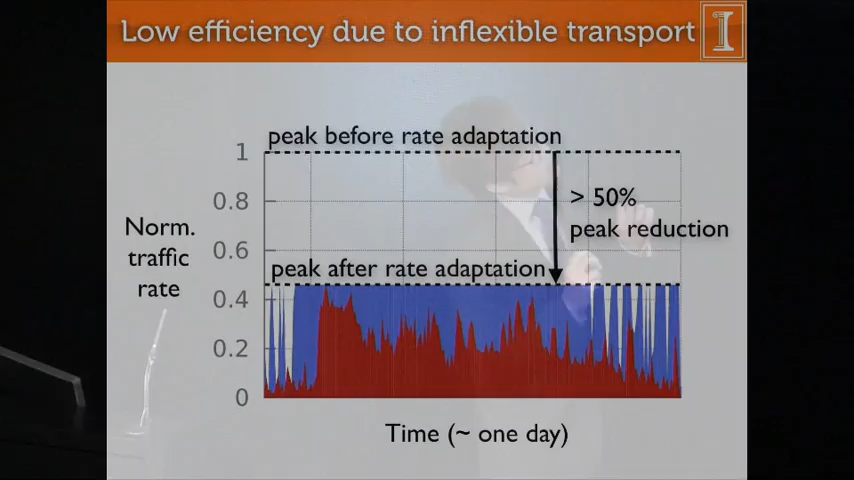 Low efficiency due to inflexible transport
I
peak before rate adaptation
1
0.8
> 50%
peak reduction
Norm.
traffic
rate
0.6
peak after rate adaptation
0.4
0.2
0
Time (~ one day)